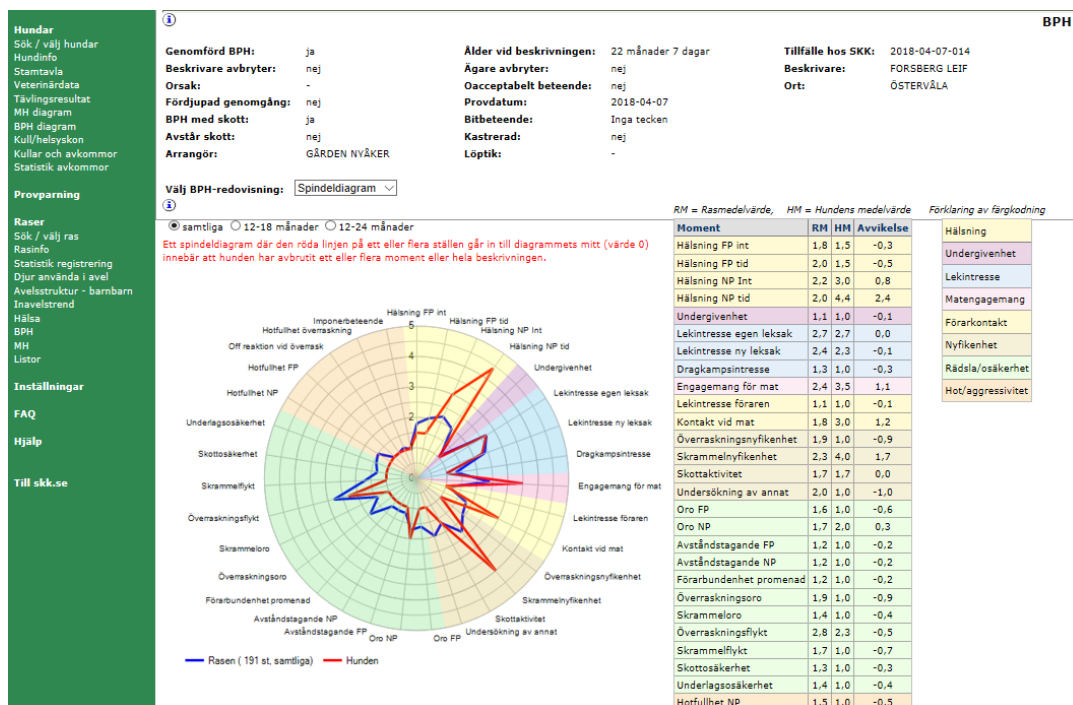 Hundar
Sök / välj hundar
Hundinfo
Stamtavla
Veterinärdata
Tävlingsresultat
MH diagram
BPH diagram
Kull/helsyskon
Kullar och avkommor
Statistik avkommor
Provparning
Raser
Sök / välj ras
Rasinfo
Statistik registrering
Djur använda i avel
Avelsstruktur - barnbarn
Inavelstrend
Hälsa
BPH
MH
Listor
Inställningar
FAQ
Hjälp
Till skk.se
BPH
Genomförd BPH: ja Ålder vid beskrivningen: 22 månader 7 dagar Tillfälle hos SKK: 2018-04-07-014
Beskrivare avbryter: nej Ägare avbryter: nej Beskrivare: FORSBERG LEIF
Orsak: - Oacceptabelt beteende: nej Ort: ÖSTERVÅLA
Fördjupad genomgång: nej Provdatum: 2018-04-07
BPH med skott: ja Bitbeteende: Inga tecken
Avstår skott: nej Kastrerad: nej
Arrangör: GÅRDEN NYÅKER Löptik: -
Välj BPH-redovisning: Spindeldiagram
samtliga 12-18 månader 12-24 månader
Ett spindeldiagram där den röda linjen på ett eller flera ställen går in till diagrammets mitt (värde 0)
innebär att hunden har avbrutit ett eller flera moment eller hela beskrivningen.
Hälsning FP int
Hälsning FP tid
Hälsning NP Int
Hälsning NP tid
Undergivenhet
Lekintresse egen leksak
Lekintresse ny leksak
Dragkampsintresse
Engagemang för mat
Lekintresse föraren
Kontakt vid mat
Överraskningsnyfikenhet
Skrammelnyfikenhet
Skottaktivitet
Undersökning av annat
Oro FP
Oro NP
Avståndstagande FP
Avståndstagande NP
Förarbundenhet promenad
Överraskningsoro
Skrammeloro
Överraskningsflykt
Skrammelflykt
Skottosäkerhet
Underlagsosäkerhet
Hotfullhet NP
Hotfullhet FP
Off reaktion vid överrask
Hotfullhet överraskning
Imponerbeteende
5
4
3
2
1
0
Rasen ( 191 st, samtliga) Hunden
RM = Rasmedelvärde, HM = Hundens medelvärde
Moment RM HM Avvikelse
Hälsning FP int 1,8 1,5 -0,3
Hälsning FP tid 2,0 1,5 -0,5
Hälsning NP Int 2,2 3,0 0,8
Hälsning NP tid 2,0 4,4 2,4
Undergivenhet 1,1 1,0 -0,1
Lekintresse egen leksak 2,7 2,7 0,0
Lekintresse ny leksak 2,4 2,3 -0,1
Dragkampsintresse 1,3 1,0 -0,3
Engagemang för mat 2,4 3,5 1,1
Lekintresse föraren 1,1 1,0 -0,1
Kontakt vid mat 1,8 3,0 1,2
Överraskningsnyfikenhet 1,9 1,0 -0,9
Skrammelnyfikenhet 2,3 4,0 1,7
Skottaktivitet 1,7 1,7 0,0
Undersökning av annat 2,0 1,0 -1,0
Oro FP 1,6 1,0 -0,6
Oro NP 1,7 2,0 0,3
Avståndstagande FP 1,2 1,0 -0,2
Avståndstagande NP 1,2 1,0 -0,2
Förarbundenhet promenad 1,2 1,0 -0,2
Överraskningsoro 1,9 1,0 -0,9
Skrammeloro 1,4 1,0 -0,4
Överraskningsflykt 2,8 2,3 -0,5
Skrammelflykt 1,7 1,0 -0,7
Skottosäkerhet 1,3 1,0 -0,3
Underlagsosäkerhet 1,4 1,0 -0,4
Hotfullhet NP 1,5 1,0 -0,5
Förklaring av färgkodning
Hälsning
Undergivenhet
Lekintresse
Matengagemang
Förarkontakt
Nyfikenhet
Rädsla/osäkerhet
Hot/aggressivitet